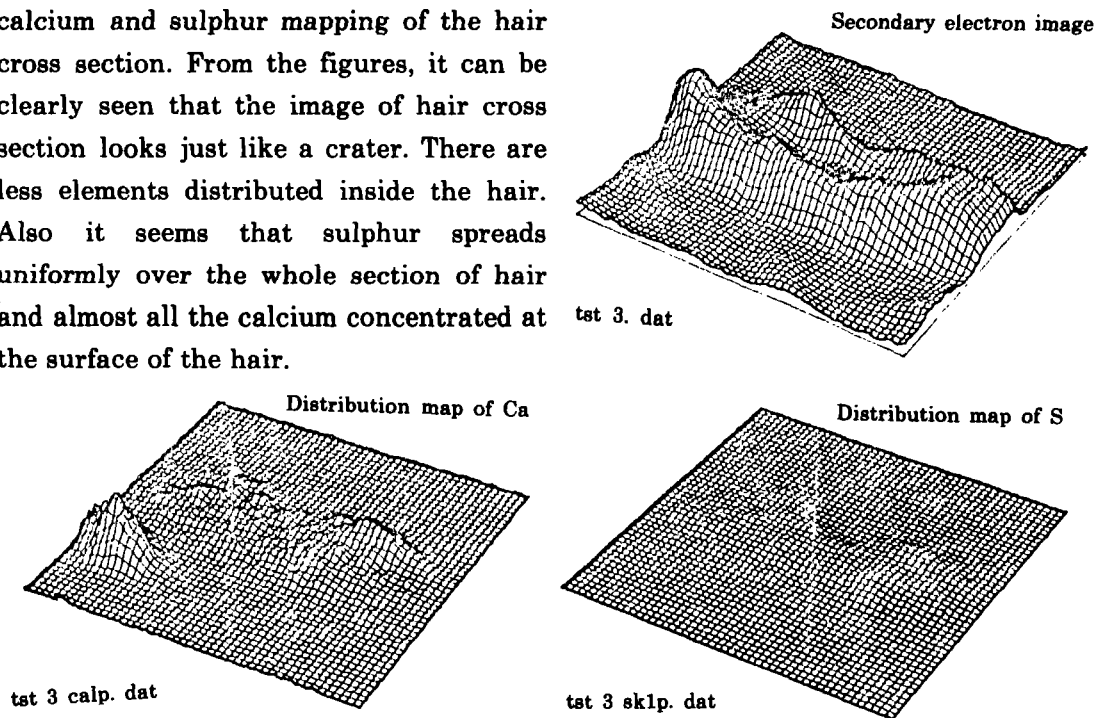 calcium and sulphur mapping of the hair
cross section. From the figures, it can be
clearly seen that the image of hair cross
section looks just like a crater. There are
less elements distributed inside the hair.
Also it seems that sulphur spreads
uniformly over the whole section of hair
and almost all the calcium concentrated at
the surface of the hair.
Secondary electron image
tst 3. dat
Distribution map of Ca
tst 3 calp. dat
Distribution map of S
tst 3 sklp. dat